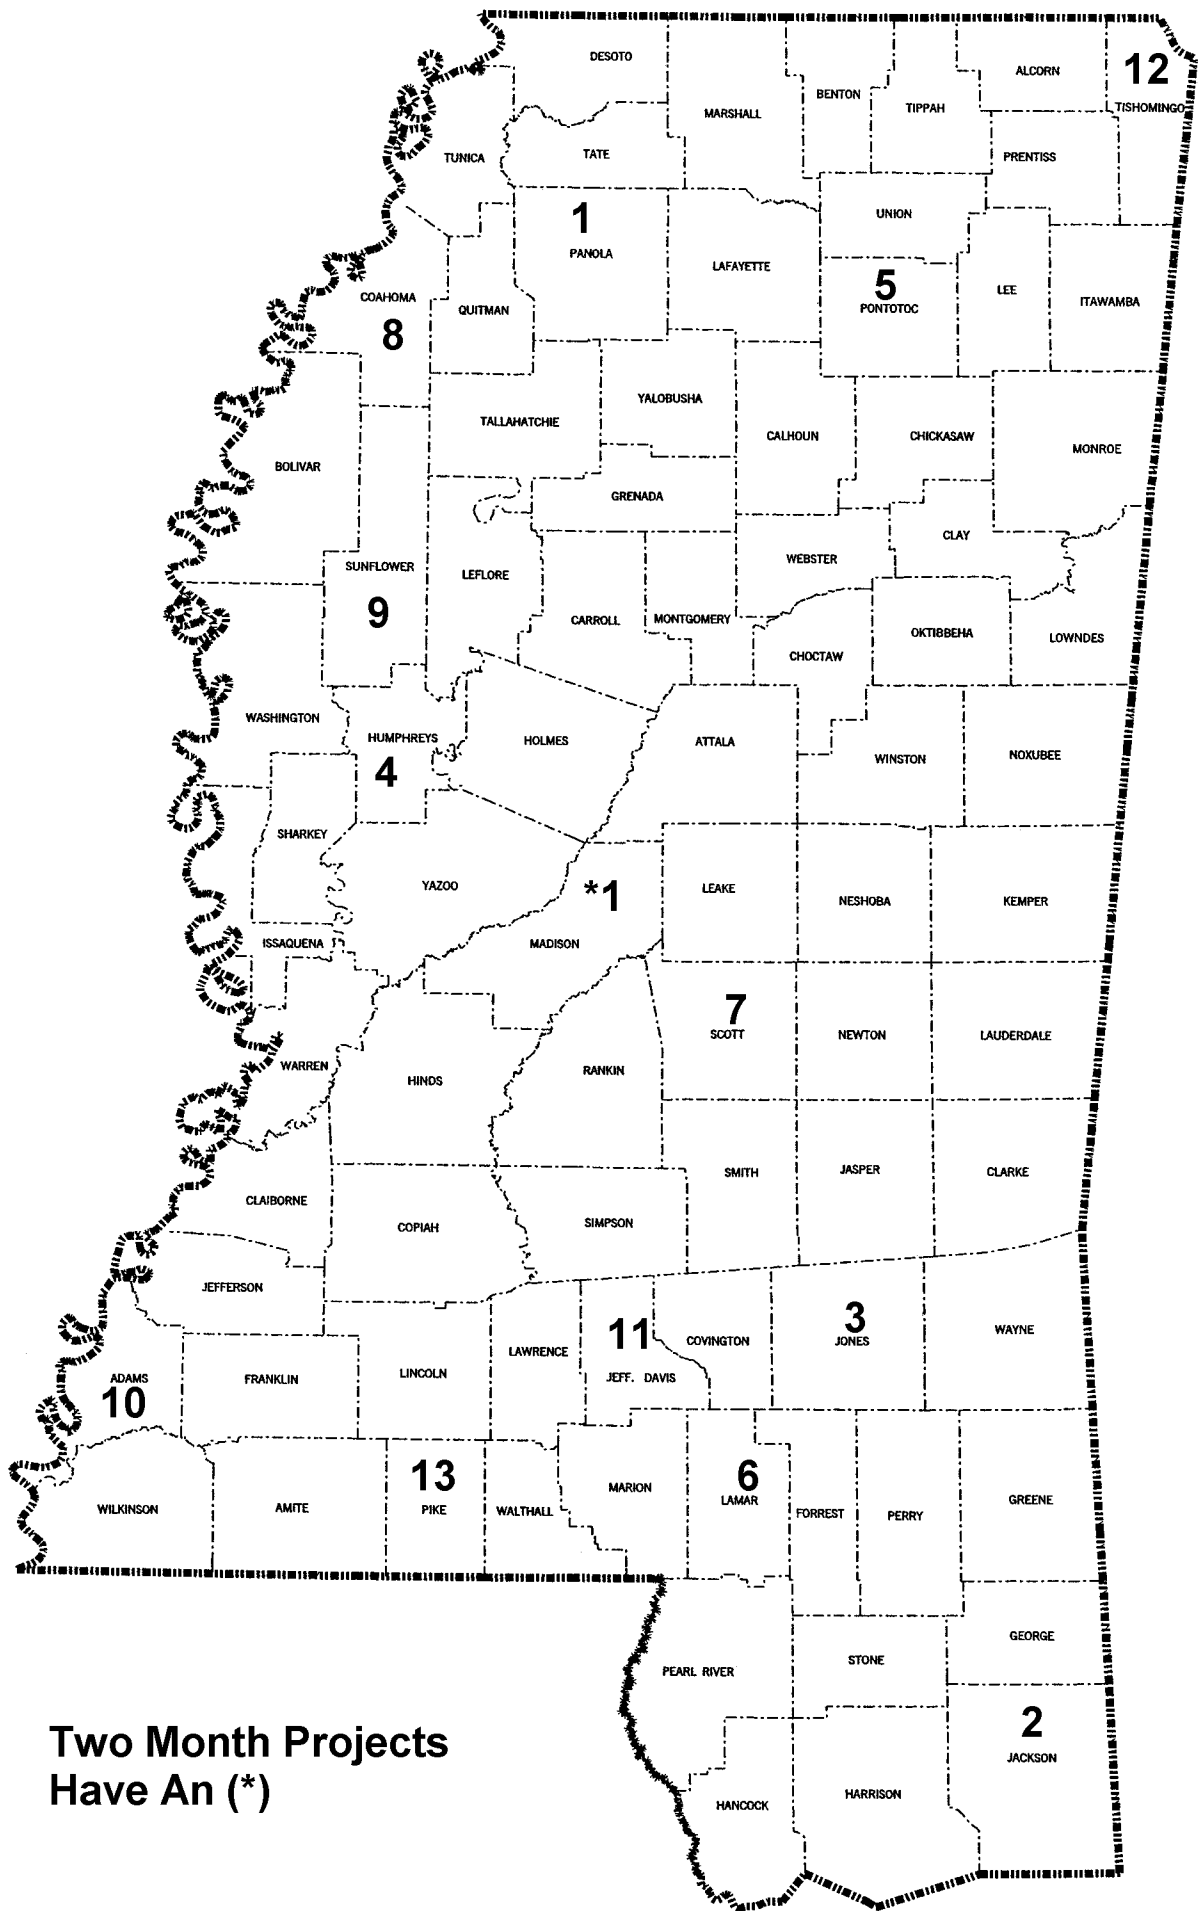 DESOTO
ALCORN
12
BENTON
TIPPAH
TISHOMINGO
MARSHALL
TUNICA
TATE
PRENTISS
1
UNION
PANOLA
LAFAYETTE
5
LEE
COAHOMA
QUITMAN
PONTOTOC
ITAWAMBA
8
YALOBUSHA
TALLAHATCHIE
CALHOUN
CHICKASAW
MONROE
BOLIVAR
GRENADA
CLAY
WEBSTER
SUNFLOWER
LEFLORE
9
CARROLL
MONTGOMERY
OKTIBBEHA
LOWNDES
CHOCTAW
WASHINGTON
HUMPHREYS
HOLMES
ATTALA
WINSTON
NOXUBEE
4
SHARKEY
YAZOO
*1
LEAKE
NESHOBA
KEMPER
ISSAQUENA
MADISON
7
SCOTT
NEWTON
LAUDERDALE
WARREN
HINDS
RANKIN
SMITH
JASPER
CLARKE
CLAIBORNE
COPIAH
SIMPSON
JEFFERSON
11
3
LAWRENCE
COVINGTON
JONES
WAYNE
ADAMS
FRANKLIN
LINCOLN
JEFF. DAVIS
10
13
6
MARION
LAMAR
GREENE
WILKINSON
AMITE
PIKE
WALTHALL
FORREST
PERRY
GEORGE
PEARL RIVER
STONE
2
JACKSON
HANCOCK
HARRISON
Two Month Projects
Have An (*)